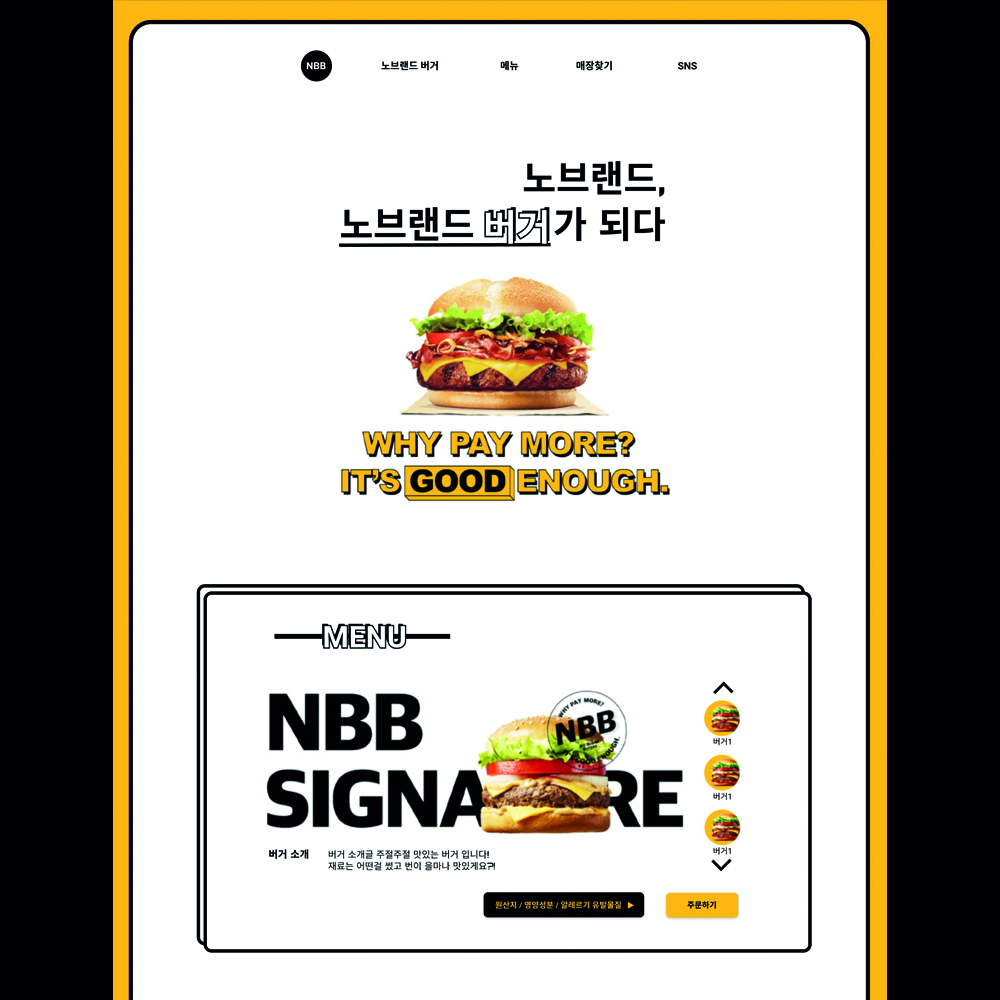 NBB 노브랜드 버거 메뉴 매장찾기 SNS
노브랜드,
노브랜드 버거가 되다
WHY PAY MORE?
IT'S GOOD ENOUGH.
MENU
NBB
SIGNA RE
WHY PAY MORE?
NBB
GOOD ENOUGH.
버거1
버거1
버거1
버거 소개
버거 소개글 주절주절 맛있는 버거 입니다!
재료는 어떤걸 썼고 번이 을마나 맛있게요?!
원산지 / 영양성분 / 알레르기 유발물질 ▶
주문하기